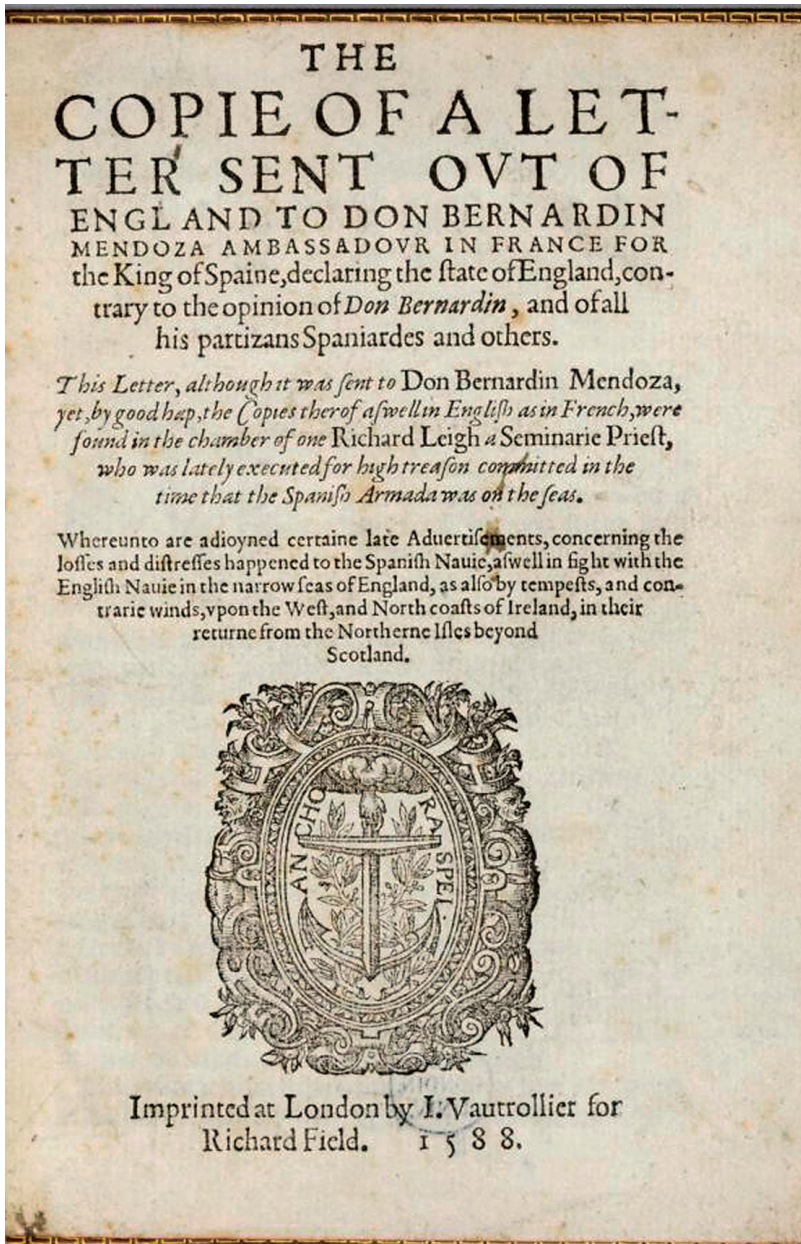 THE
COPIE OF A LET-
TER SENT OVT OF
ENGLAND TO DON BERNARDIN
MENDOZA AMBASSADOVR IN FRANCE FOR
the King of Spaine,declaring the ſtate of England,con-
trary to the opinion of Don Bernardin, and of all
his partizans Spaniardes and others.
This Letter, although it was ſent to Don Bernardin Mendoza,
yet,by good hap,the Copies therof aſwell in Engliſh as in French,were
found in the chamber of one Richard Leigh a Seminarie Prieſt,
who was lately executed for high treaſon committed in the
time that the Spaniſh Armada was on the ſeas.
Whereunto are adioyned certaine late Aduertiſements, concerning the
loſſes and diſtreſſes happened to the Spaniſh Nauie,aſwell in fight with the
Engliſh Nauie in the narrow ſeas of England, as alſo by tempeſts, and con-
trarie winds,vpon the Weſt,and North coaſts of Ireland, in their
returne from the Northerne Iſles beyond
Scotland.
ANCHORA SPEI.
Imprinted at London by I. Vautrollier for
Richard Field. 1588.